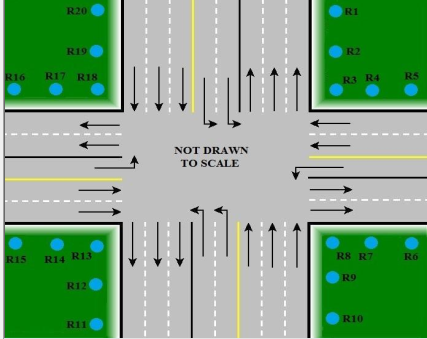 R20
R1
R19
R2
R16 R17 R18
R3 R4 R5
NOT DRAWN
TO SCALE
R15 R14 R13
R8 R7 R6
R12
R9
R11
R10